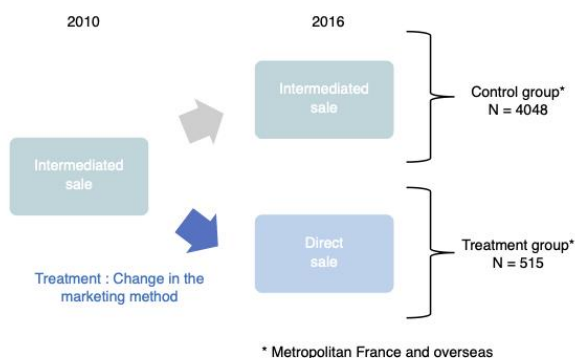 2010
2016
Intermediated
sale
Control group*
N = 4048
Intermediated
sale
Direct
sale
Treatment group*
N = 515
Treatment : Change in the
marketing method
* Metropolitan France and overseas